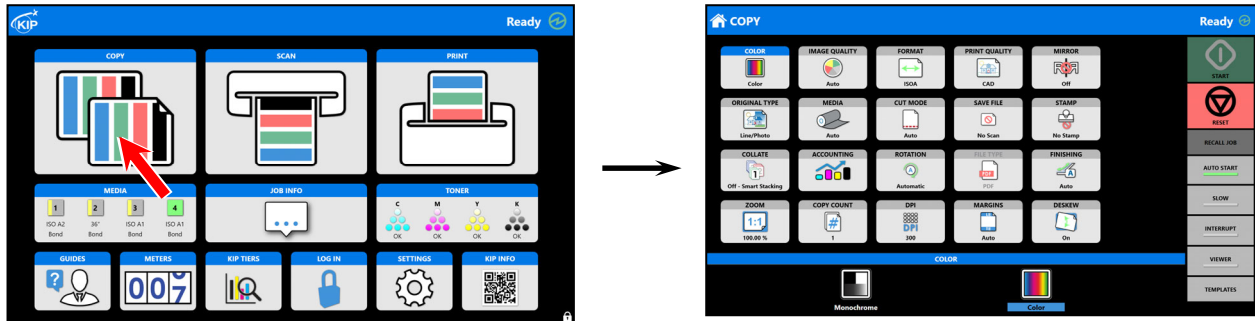 KIP
Ready
COPY
SCAN
PRINT
MEDIA
1 2 3 4
ISO A2 36" ISO A1 ISO A1
Bond Bond Bond Bond
JOB INFO
TONER
C M Y K
OK OK OK OK
GUIDES
METERS
007
KIP TIERS
LOG IN
SETTINGS
KIP INFO
COPY
Ready
COLOR IMAGE QUALITY FORMAT PRINT QUALITY MIRROR
Color Auto ISOA CAD Off
ORIGINAL TYPE MEDIA CUT MODE SAVE FILE STAMP
Line/Photo Auto Auto No Scan No Stamp
COLLATE ACCOUNTING ROTATION FILE TYPE FINISHING
1 A PDF A
Off - Smart Stacking Automatic PDF Auto
ZOOM COPY COUNT DPI MARGINS DESKEW
1:1 # DPI
100.00 % 1 300 Auto On
COLOR
Monochrome
Color
START
RESET
RECALL JOB
AUTO START
SLOW
INTERRUPT
VIEWER
TEMPLATES